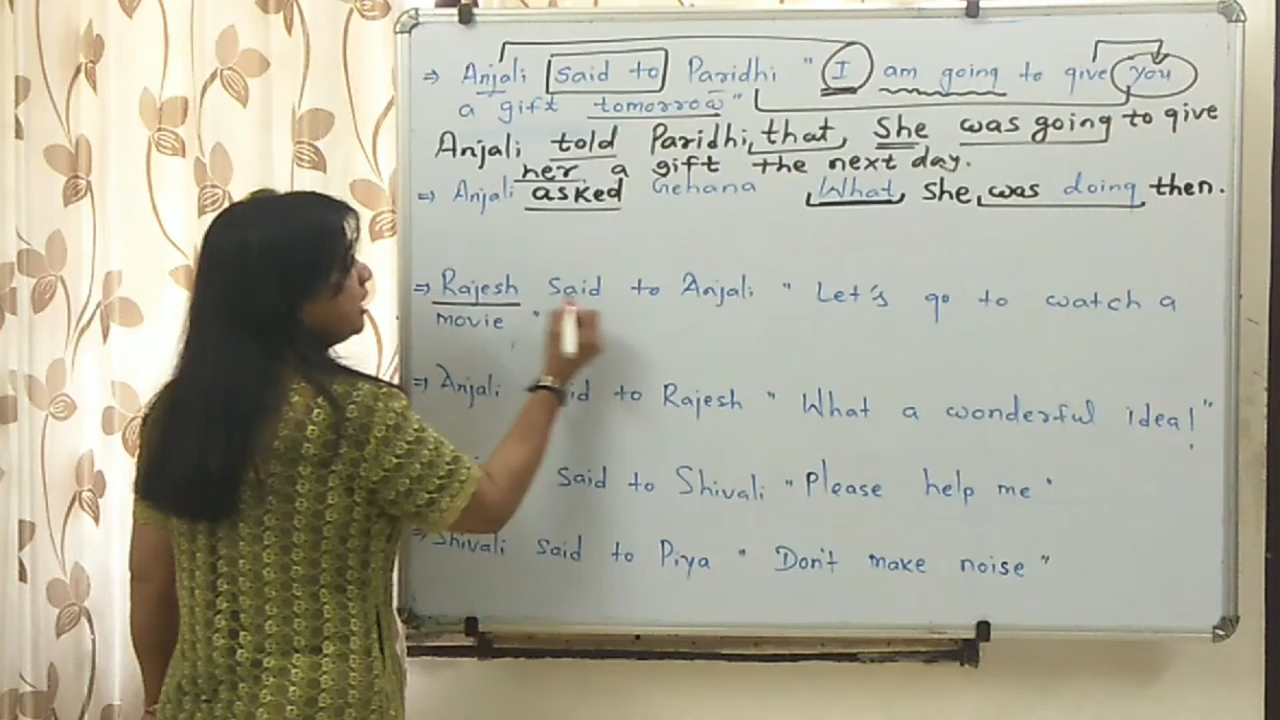 ⇒ Anjali said to Paridhi " I am going to give you
a gift tomorrow"
Anjali told Paridhi that she was going to give
her a gift the next day.
⇒ Anjali asked Gehana What she was doing then.
⇒ Rajesh Said to Anjali " Let's go to watch a
movie "
⇒ Anjali to Rajesh " What a wonderful idea! "
Said to Shivali "Please help me "
⇒ Shivali said to Piya " Don't make noise "